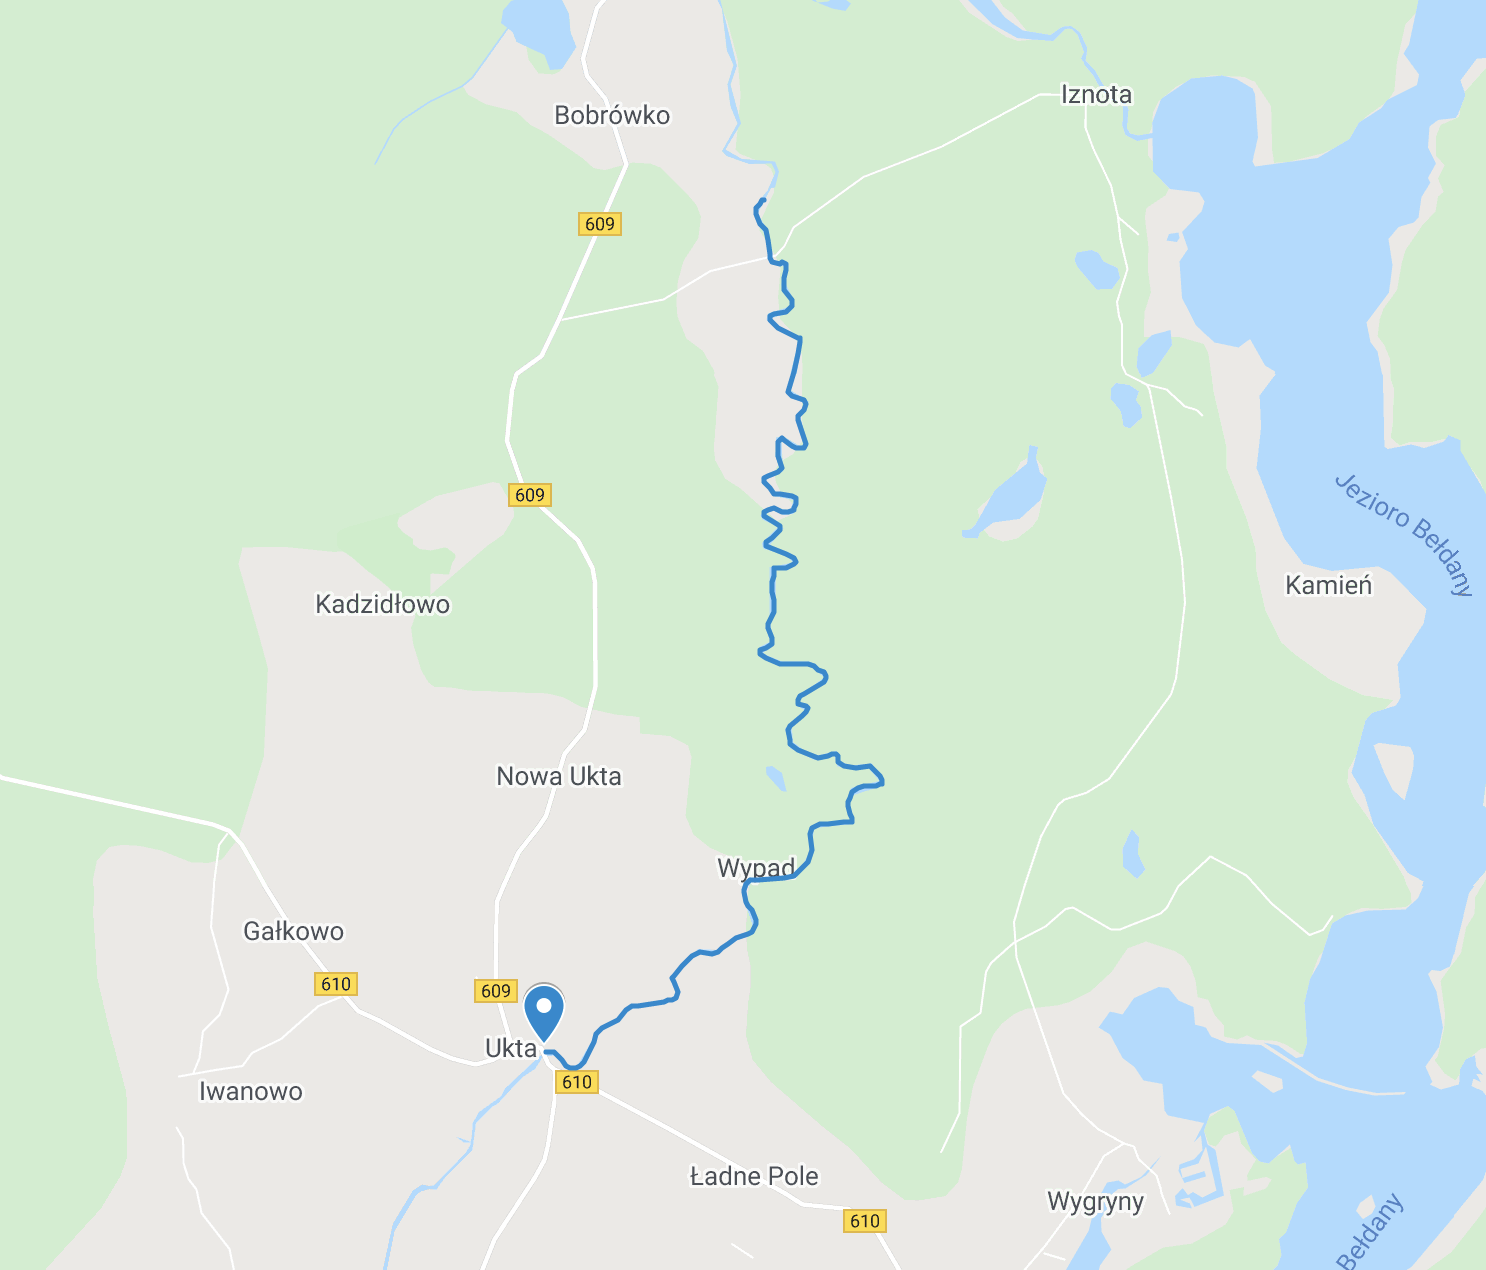 Iznota
Bobrówko
609
609
Jezioro Bełdany
Kamień
Kadzidłowo
Nowa Ukta
Wypad
Gałkowo
610
609
Ukta
610
Iwanowo
Ładne Pole
Wygryny
610
Bełdany